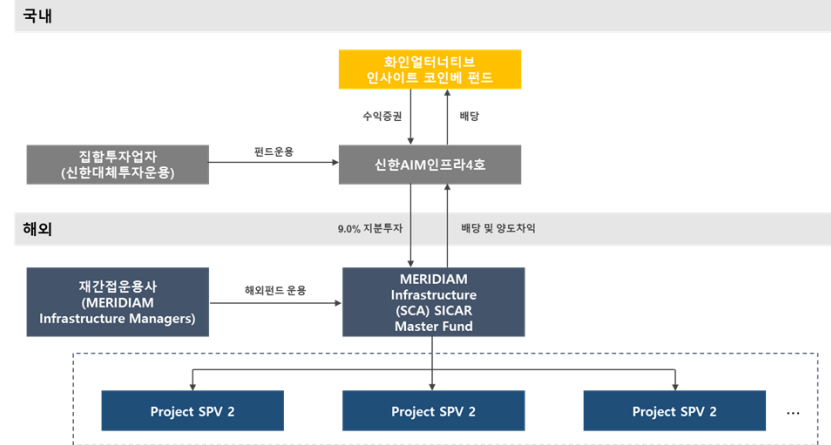 국내
화인얼터너티브
인사이트 코인베 펀드
수익증권
배당
집합투자업자
(신한대체투자운용)
펀드운용
신한AIM인프라4호
해외
9.0% 지분투자
배당 및 양도차익
재간접운용사
(MERIDIAM
Infrastructure Managers)
해외펀드 운용
MERIDIAM
Infrastructure
(SCA) SICAR
Master Fund
Project SPV 2
Project SPV 2
Project SPV 2
...